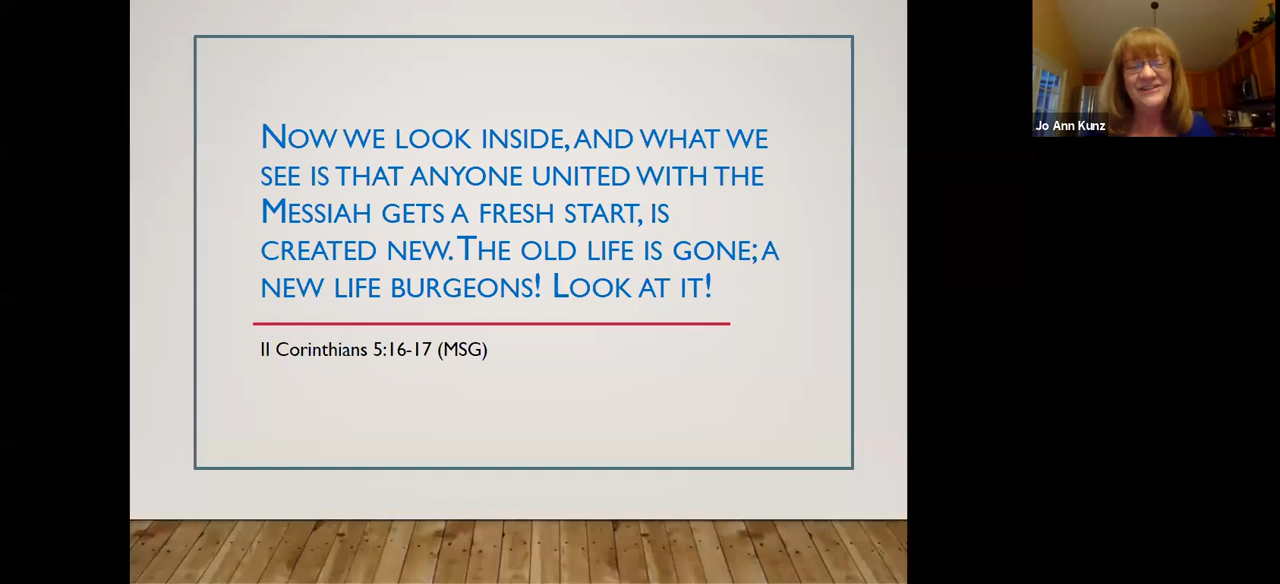 Now we look inside, and what we
see is that anyone united with the
Messiah gets a fresh start, is
created new. The old life is gone; a
new life burgeons! Look at it!
II Corinthians 5:16-17 (MSG)
Jo Ann Kunz